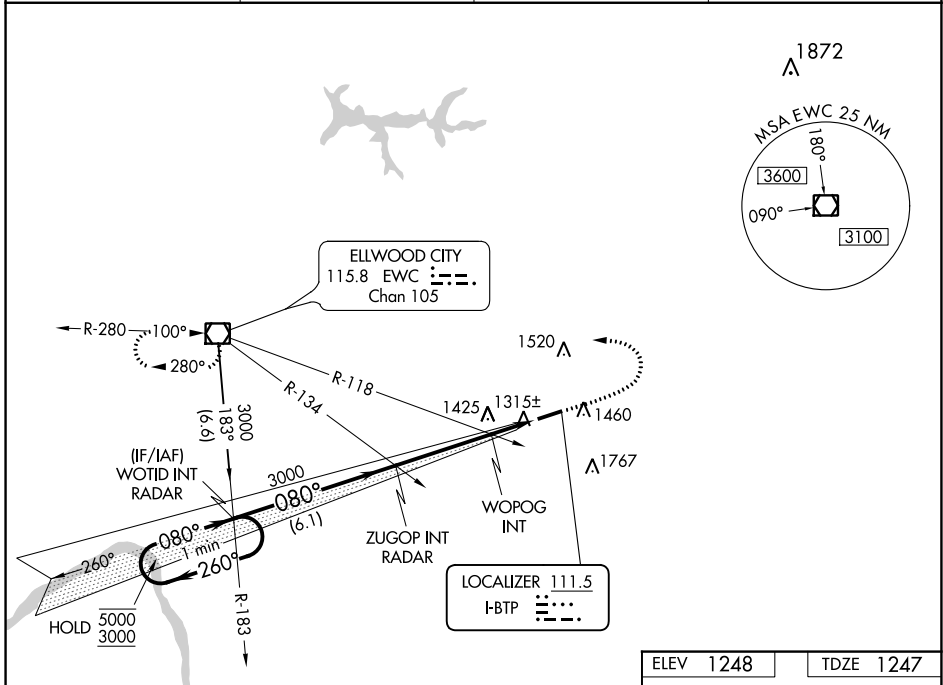 1872
MSA EWC 25 NM
180°
3600
090°
3100
ELLWOOD CITY
115.8 EWC
Chan 105
R-280
100°
280°
R-118
R-134
3000
183°
(6.6)
1520
1425
1315±
1460
1767
(IF/IAF)
WOTID INT
RADAR
3000
080°
(6.1)
080°
1 min
260°
260°
WOPOG
INT
ZUGOP INT
RADAR
HOLD
5000
3000
R-183
LOCALIZER 111.5
I-BTP
ELEV 1248
TDZE 1247